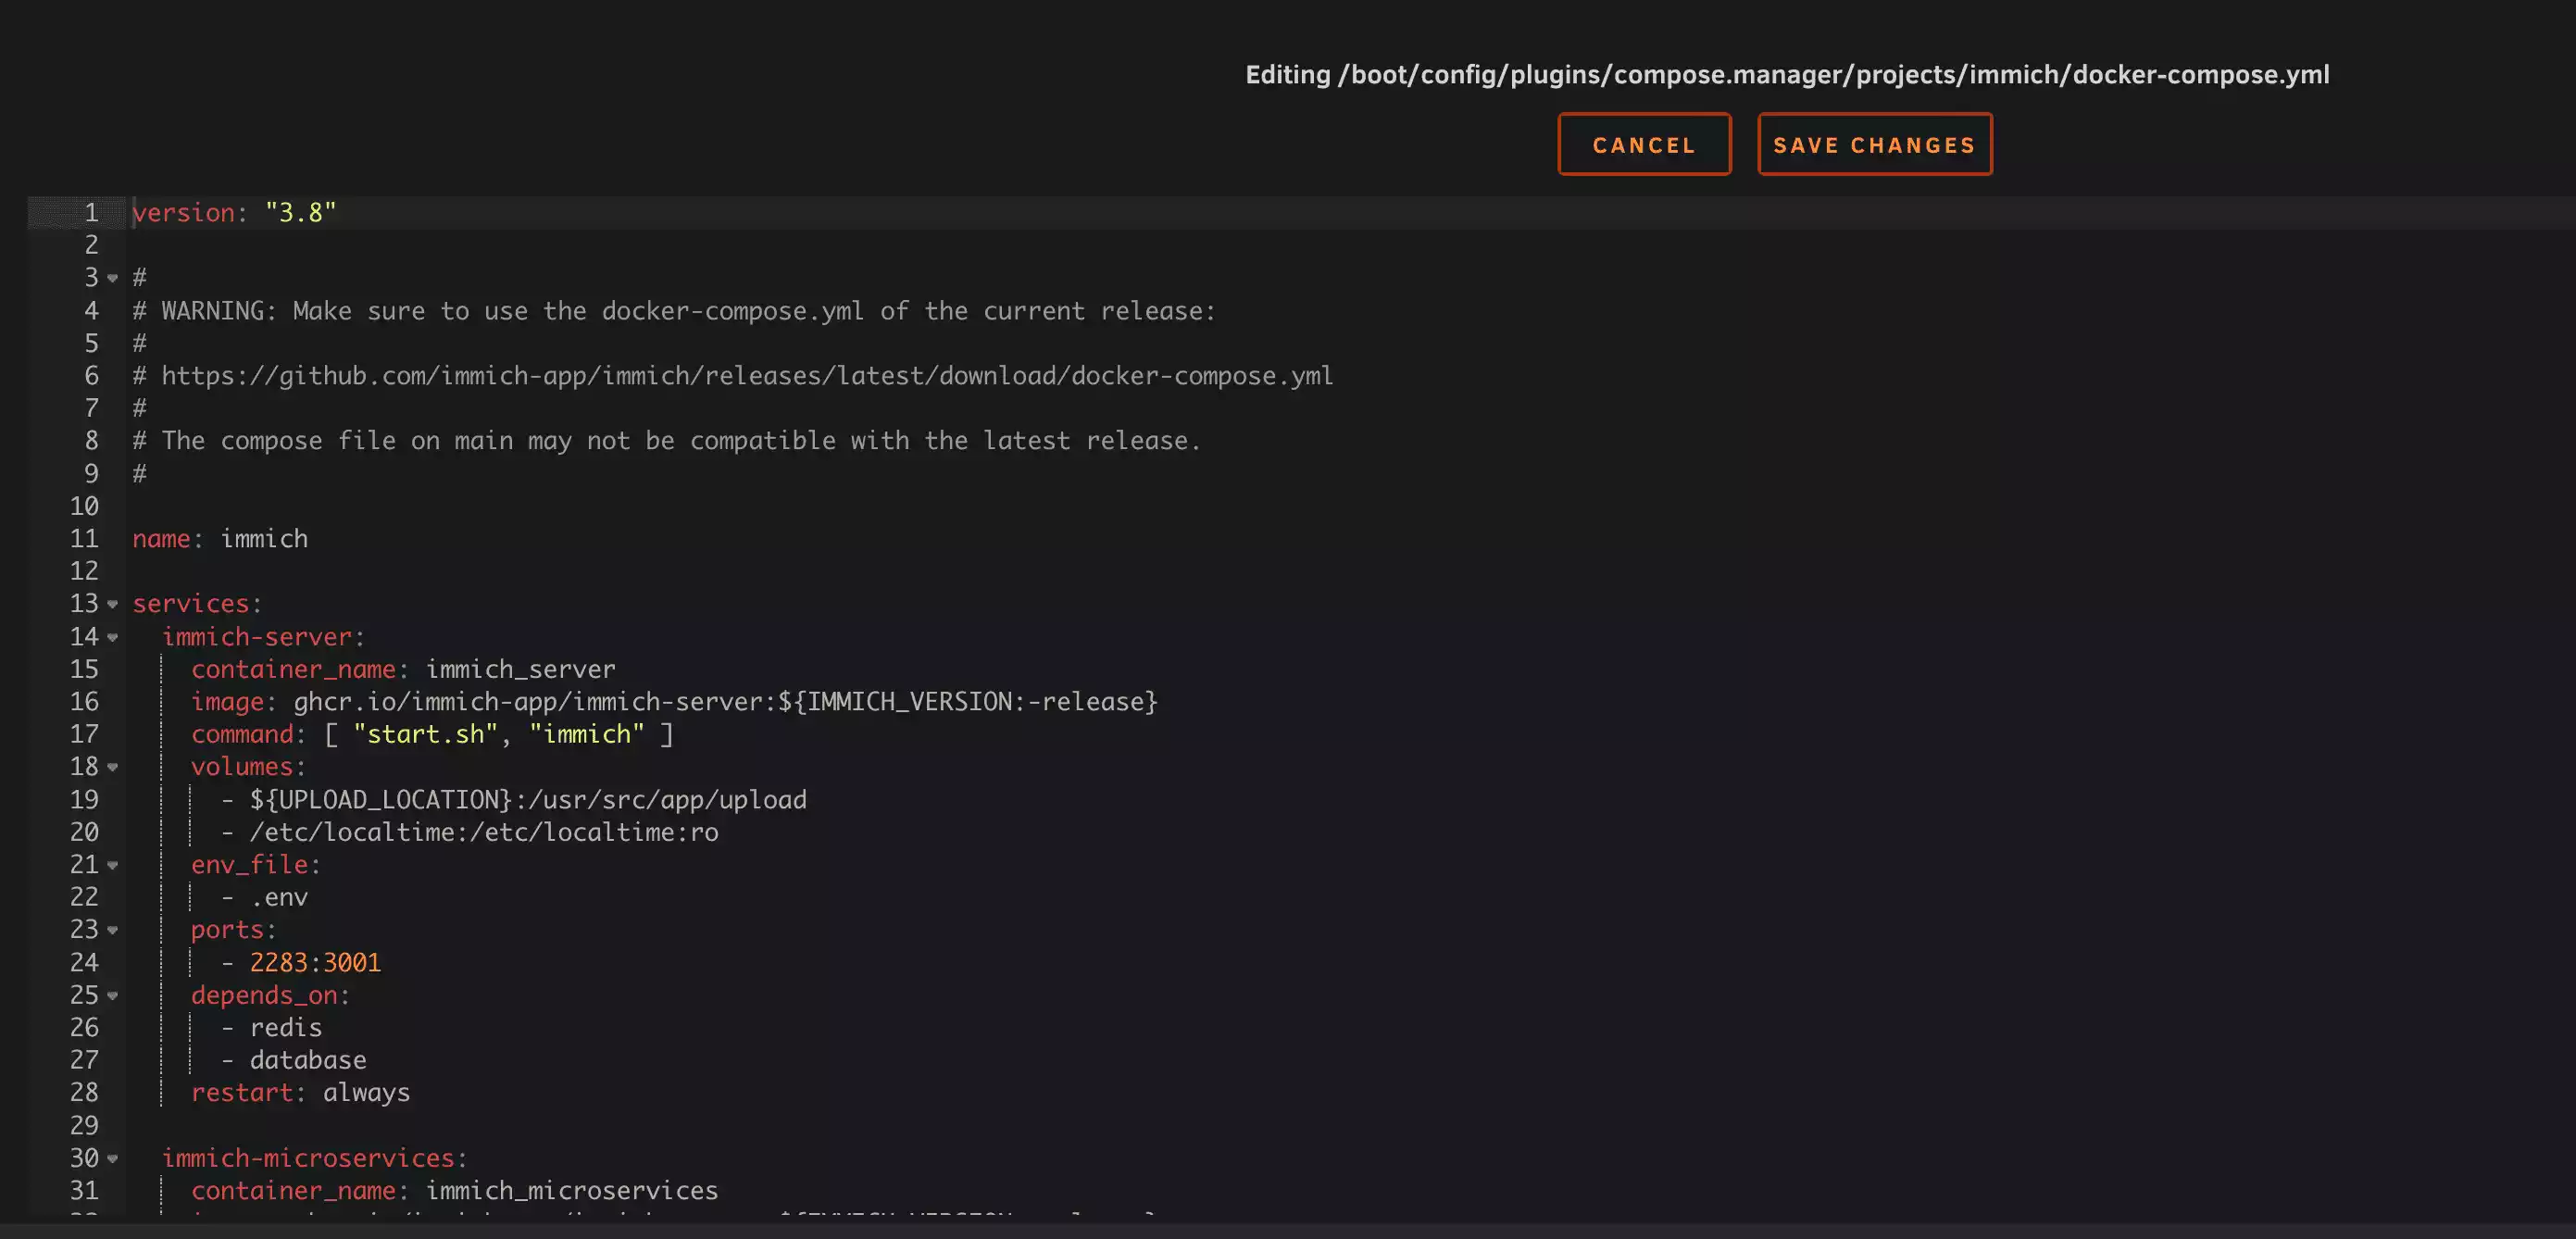 Editing /boot/config/plugins/compose.manager/projects/immich/docker-compose.yml
CANCEL SAVE CHANGES
1 version: "3.8"
2
3 #
4 # WARNING: Make sure to use the docker-compose.yml of the current release:
5 #
6 # https://github.com/immich-app/immich/releases/latest/download/docker-compose.yml
7 #
8 # The compose file on main may not be compatible with the latest release.
9 #
10
11 name: immich
12
13 services:
14 immich-server:
15 container_name: immich_server
16 image: ghcr.io/immich-app/immich-server:${IMMICH_VERSION:-release}
17 command: [ "start.sh", "immich" ]
18 volumes:
19 - ${UPLOAD_LOCATION}:/usr/src/app/upload
20 - /etc/localtime:/etc/localtime:ro
21 env_file:
22 - .env
23 ports:
24 - 2283:3001
25 depends_on:
26 - redis
27 - database
28 restart: always
29
30 immich-microservices:
31 container_name: immich_microservices